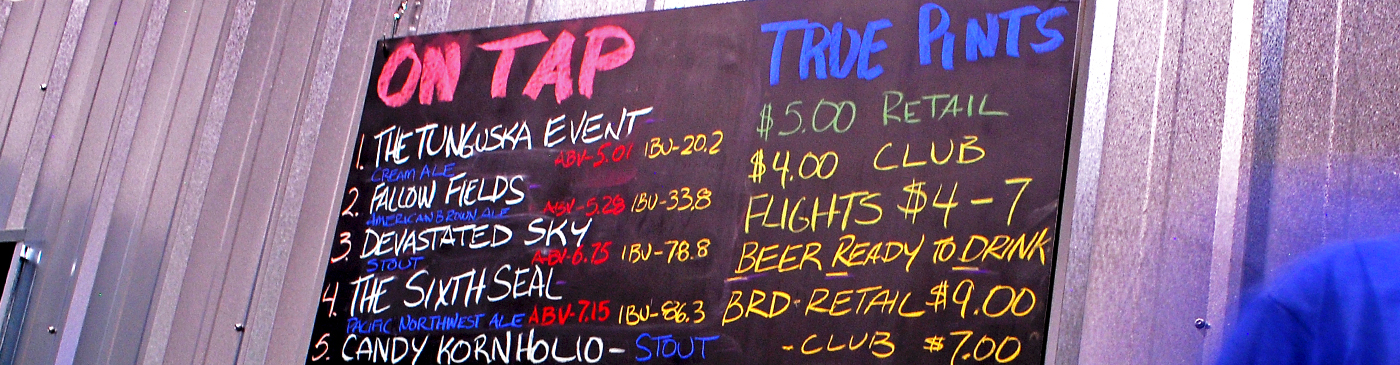 ON TAP
1. THE TUNGUSKA EVENT
CREAM ALE ABV-5.01 IBU-20.2
2. FALLOW FIELDS
AMERICAN BROWN ALE ABV-5.28 IBU-33.8
3. DEVASTATED SKY
STOUT ABV-6.75 IBU-78.8
4. THE SIXTH SEAL
PACIFIC NORTHWEST ALE ABV-7.15 IBU-86.3
5. CANDY KORNHOLIO- STOUT
TRUE PINTS
$5.00 RETAIL
$4.00 CLUB
FLIGHTS $4-7
BEER READY TO DRINK
BRD-RETAIL $9.00
-CLUB $7.00